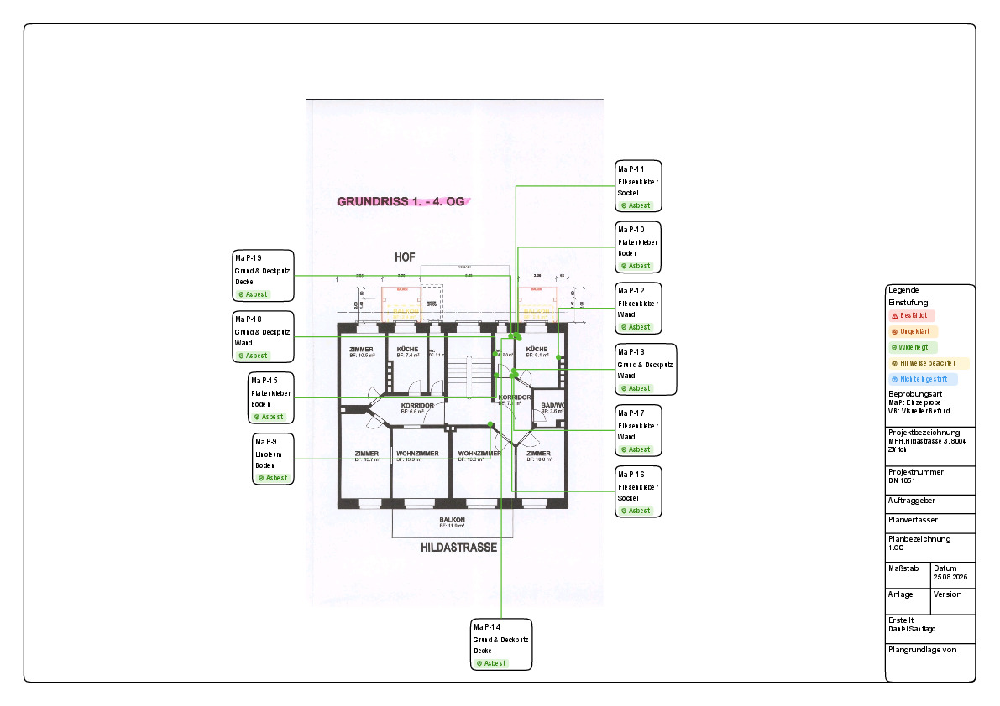 GRUNDRISS 1. - 4. OG
HOF
MaP-11
Fliesenkleber
Sockel
Asbest
MaP-10
Plattenkleber
Boden
Asbest
MaP-12
Fliesenkleber
Wand
Asbest
MaP-13
Grund & Deckputz
Wand
Asbest
MaP-17
Fliesenkleber
Wand
Asbest
MaP-16
Fliesenkleber
Sockel
Asbest
MaP-19
Grund & Deckputz
Decke
Asbest
MaP-18
Grund & Deckputz
Wand
Asbest
MaP-15
Plattenkleber
Boden
Asbest
MaP-9
Linoleum
Boden
Asbest
MaP-14
Grund & Deckputz
Decke
Asbest
BALKON
BALKON
ZIMMER
BF: 10.5 m²
KÜCHE
BF: 7.4 m²
KÜCHE
BF: 8.1 m²
KORRIDOR
BF: 6.6 m²
KORRIDOR
BAD/WC
BF: 3.6 m²
ZIMMER
WOHNZIMMER
WOHNZIMMER
ZIMMER
BF: 10.8 m²
BALKON
BF: 11.0 m²
HILDASTRASSE
Legende
Einstufung
Bestätigt
Ungeklärt
Widerlegt
Hinweise beachten
Nicht eingestuft
Beprobungsart
MaP: Einzelprobe
VB: Visueller Befund
Projektbezeichnung
MFH.Hildastrasse 3, 8004
Zürich
Projektnummer
DN 1051
Auftraggeber
Planverfasser
Planbezeichnung
1.OG
Maßstab
Datum
25.08.2026
Anlage
Version
Erstellt
Daniel Santiago
Plangrundlage von